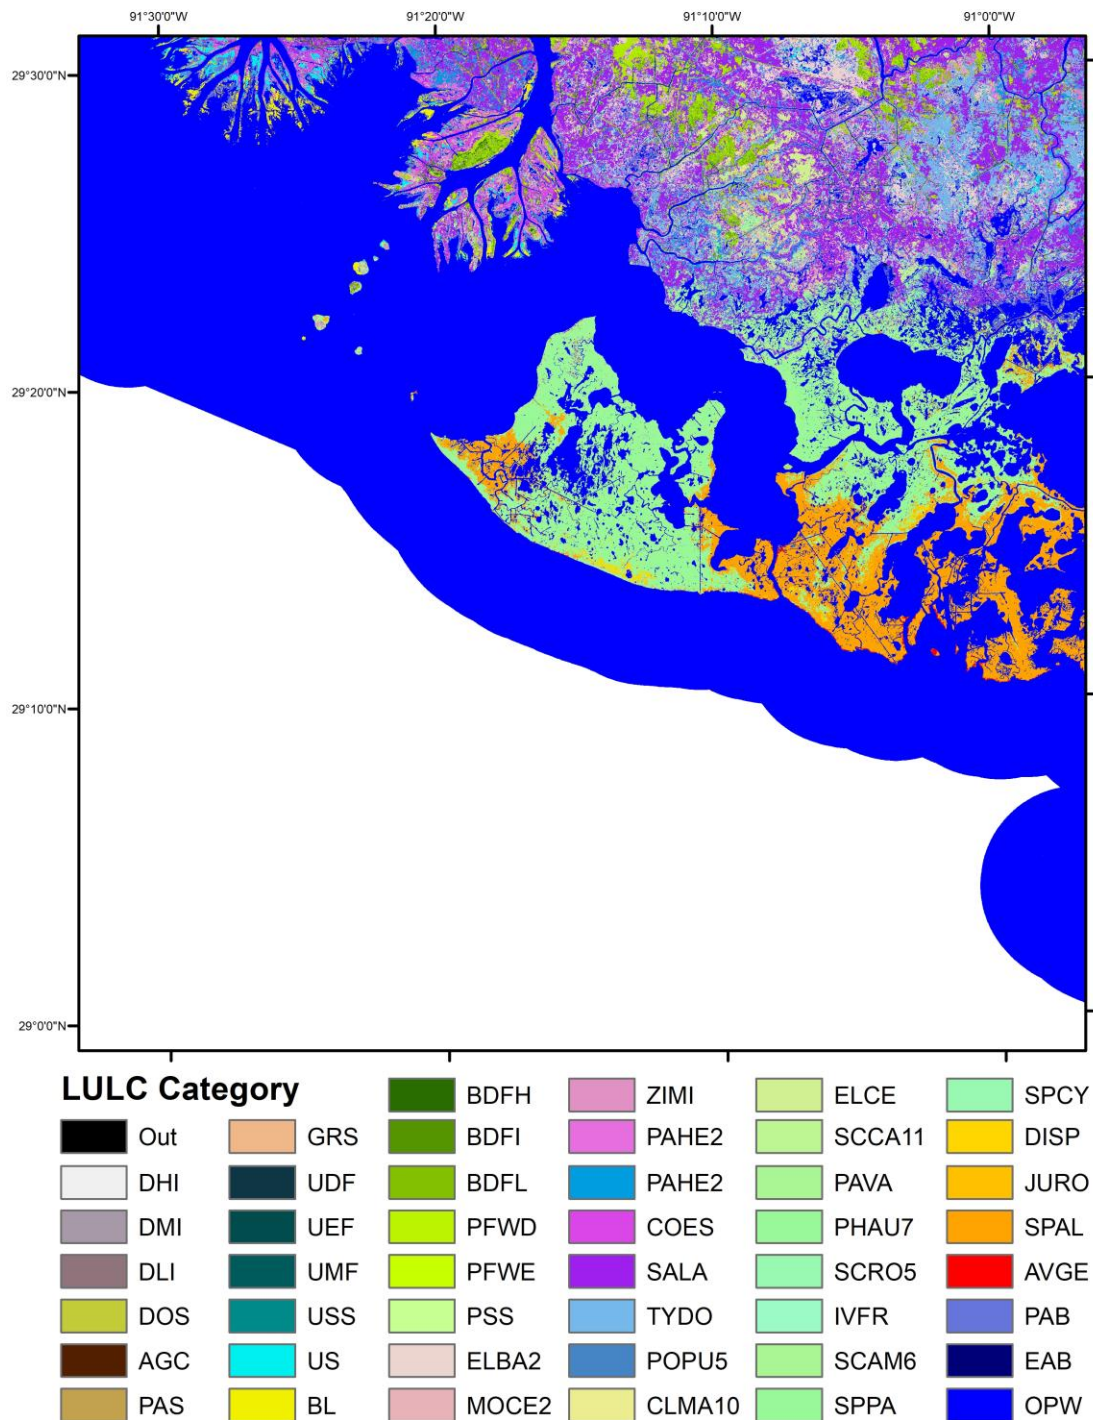 91°30'0"W 91°20'0"W 91°10'0"W 91°0'0"W
29°30'0"N
29°20'0"N
29°10'0"N
29°0'0"N
LULC Category
Out
DHI
DMI
DLI
DOS
AGC
PAS
GRS
UDF
UEF
UMF
USS
US
BL
BDFH
BDFI
BDFL
PFWD
PFWE
PSS
ELBA2
MOCE2
ZIMI
PAHE2
PAHE2
COES
SALA
TYDO
POPU5
CLMA10
ELCE
SCCA11
PAVA
PHAU7
SCRO5
IVFR
SCAM6
SPPA
SPCY
DISP
JURO
SPAL
AVGE
PAB
EAB
OPW